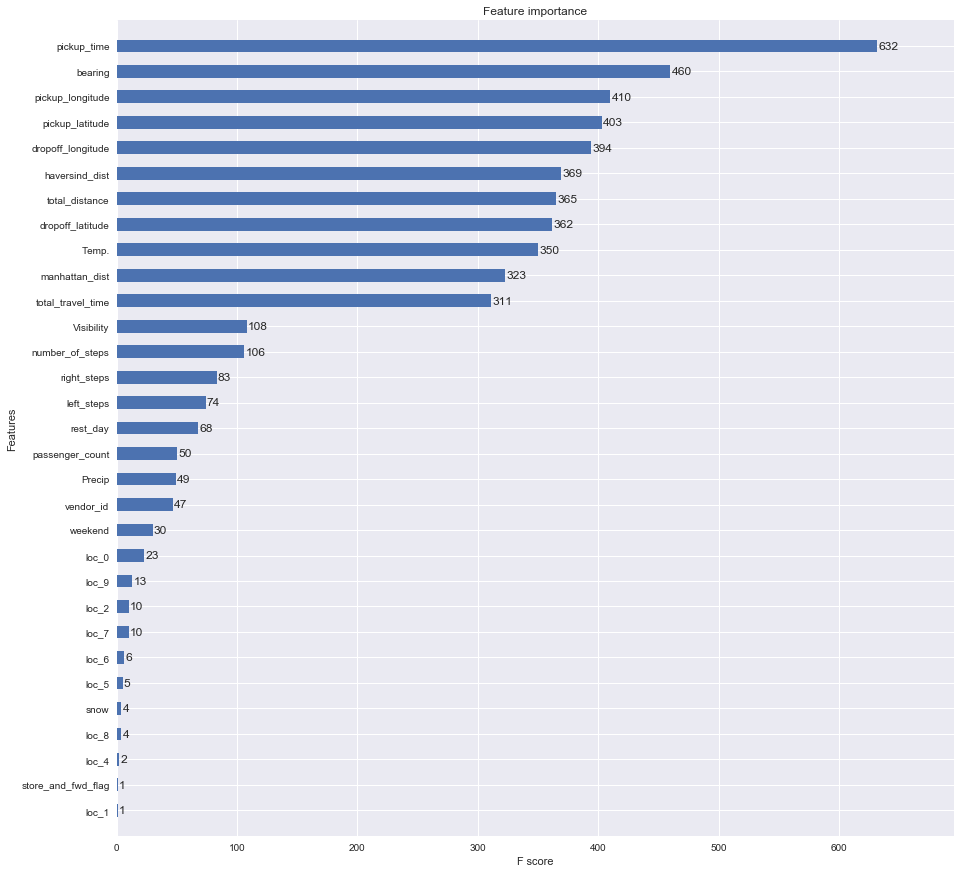 Feature importance
pickup_time 632
bearing 460
pickup_longitude 410
pickup_latitude 403
dropoff_longitude 394
haversind_dist 369
total_distance 365
dropoff_latitude 362
Temp. 350
manhattan_dist 323
total_travel_time 311
Visibility 108
number_of_steps 106
right_steps 83
left_steps 74
rest_day 68
passenger_count 50
Precip 49
vendor_id 47
weekend 30
loc_0 23
loc_9 13
loc_2 10
loc_7 10
loc_6 6
loc_5 5
snow 4
loc_8 4
loc_4 2
store_and_fwd_flag 1
loc_1 1
Features
0 100 200 300 400 500 600
F score